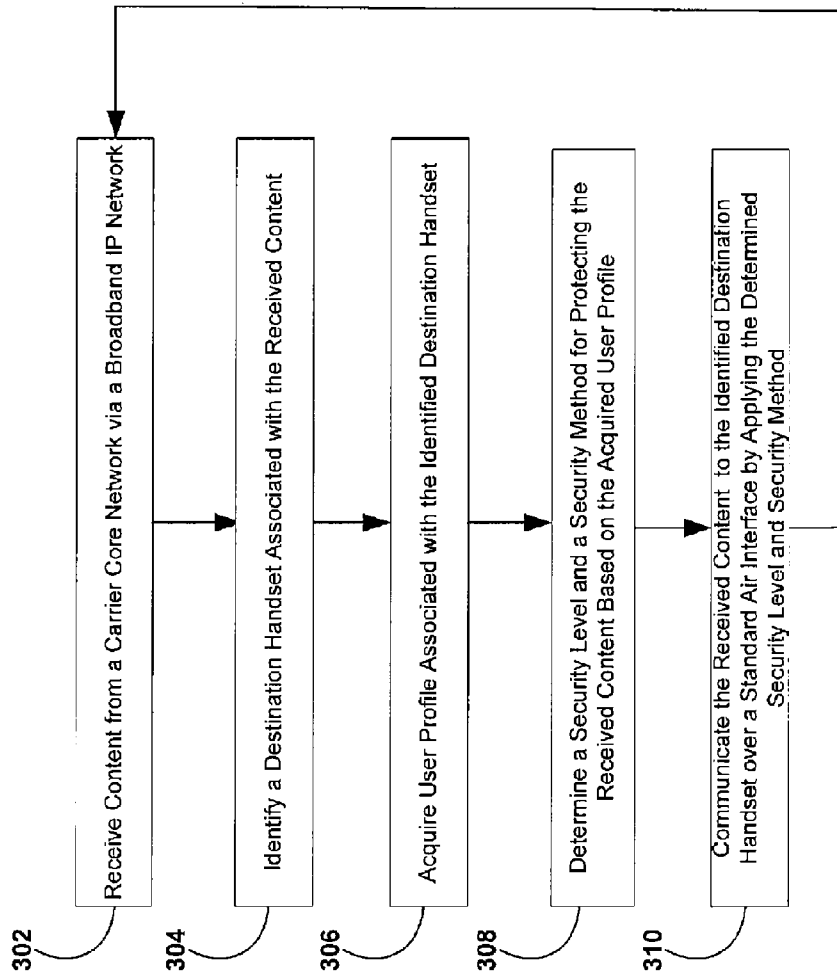 302
Receive Content from a Carrier Core Network via a Broadband IP Network
304
Identify a Destination Handset Associated with the Received Content
306
Acquire User Profile Associated with the Identified Destination Handset
308
Determine a Security Level and a Security Method for Protecting the
Received Content Based on the Acquired User Profile
310
Communicate the Received Content to the Identified Destination
Handset over a Standard Air Interface by Applying the Determined
Security Level and Security Method